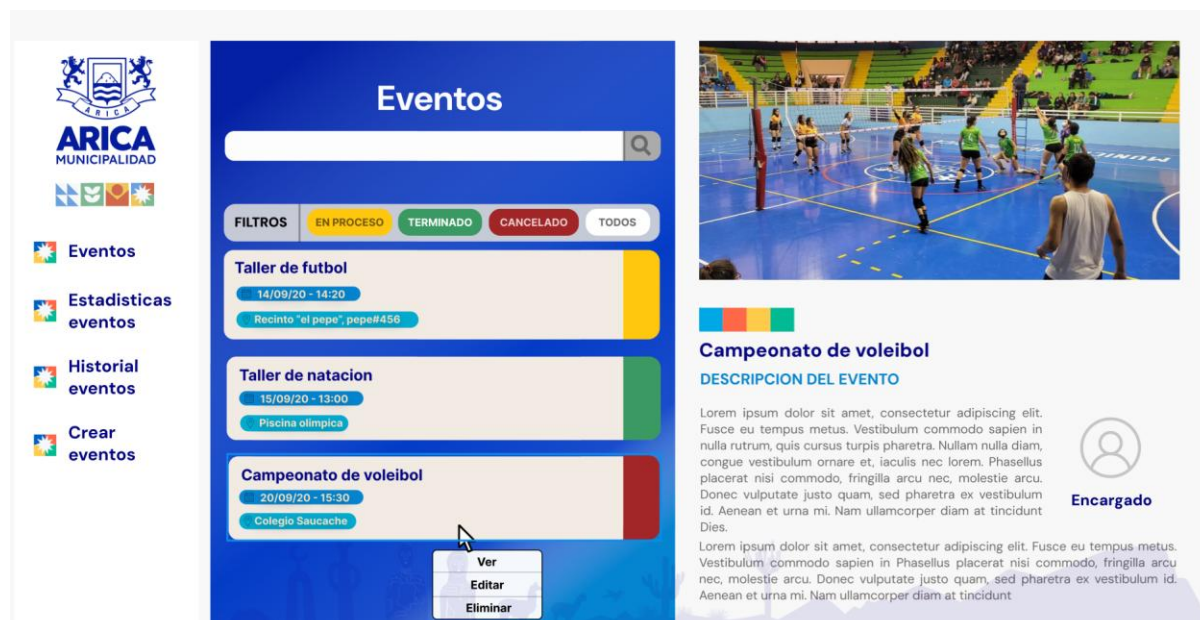 ARICA
ARICA
MUNICIPALIDAD
Eventos
Estadisticas
eventos
Historial
eventos
Crear
eventos
Eventos
FILTROS
EN PROCESO
TERMINADO
CANCELADO
TODOS
Taller de futbol
14/09/20 - 14:20
Recinto "el pepe", pepe#456
Taller de natacion
15/09/20 - 13:00
Piscina olimpica
Campeonato de voleibol
20/09/20 - 15:30
Colegio Saucache
Ver
Editar
Eliminar
Campeonato de voleibol
DESCRIPCION DEL EVENTO
Lorem ipsum dolor sit amet, consectetur adipiscing elit.
Fusce eu tempus metus. Vestibulum commodo sapien in
nulla rutrum, quis cursus turpis pharetra. Nullam nulla diam,
congue vestibulum ornare et, iaculis nec lorem. Phasellus
placerat nisi commodo, fringilla arcu nec, molestie arcu.
Donec vulputate justo quam, sed pharetra ex vestibulum
id. Aenean et urna mi. Nam ullamcorper diam at tincidunt
Dies.
Encargado
Lorem ipsum dolor sit amet, consectetur adipiscing elit. Fusce eu tempus metus.
Vestibulum commodo sapien in Phasellus placerat nisi commodo, fringilla arcu
nec, molestie arcu. Donec vulputate justo quam, sed pharetra ex vestibulum id.
Aenean et urna mi. Nam ullamcorper diam at tincidunt